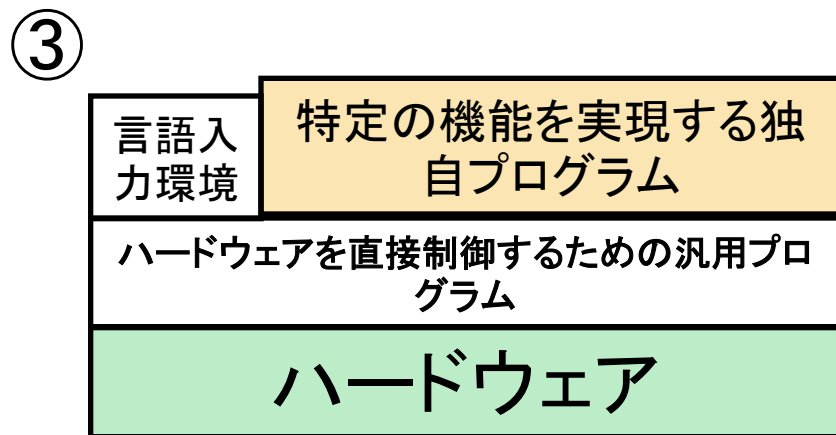 ③
言語入
力環境
特定の機能を実現する独
自プログラム
ハードウェアを直接制御するための汎用プロ
グラム
ハードウェア